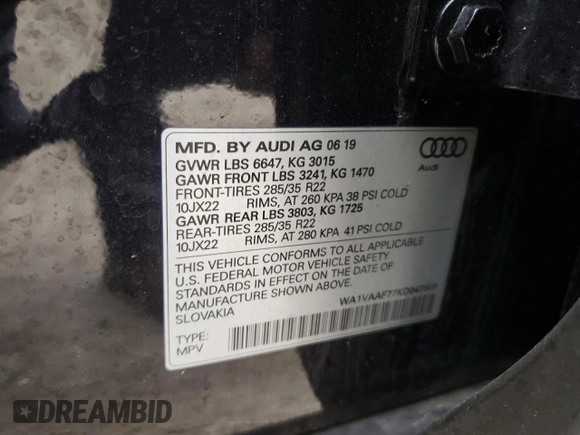 MFD. BY AUDI AG 06 19
GVWR LBS 6647, KG 3015
GAWR FRONT LBS 3241, KG 1470
FRONT-TIRES 285/35 R22
10JX22 RIMS, AT 260 KPA 38 PSI COLD
GAWR REAR LBS 3803, KG 1725
REAR-TIRES 285/35 R22
10JX22 RIMS, AT 280 KPA 41 PSI COLD
Audi
THIS VEHICLE CONFORMS TO ALL APPLICABLE
U.S. FEDERAL MOTOR VEHICLE SAFETY
STANDARDS IN EFFECT ON THE DATE OF
MANUFACTURE SHOWN ABOVE.
SLOVAKIA
TYPE:
MPV
DREAMBID